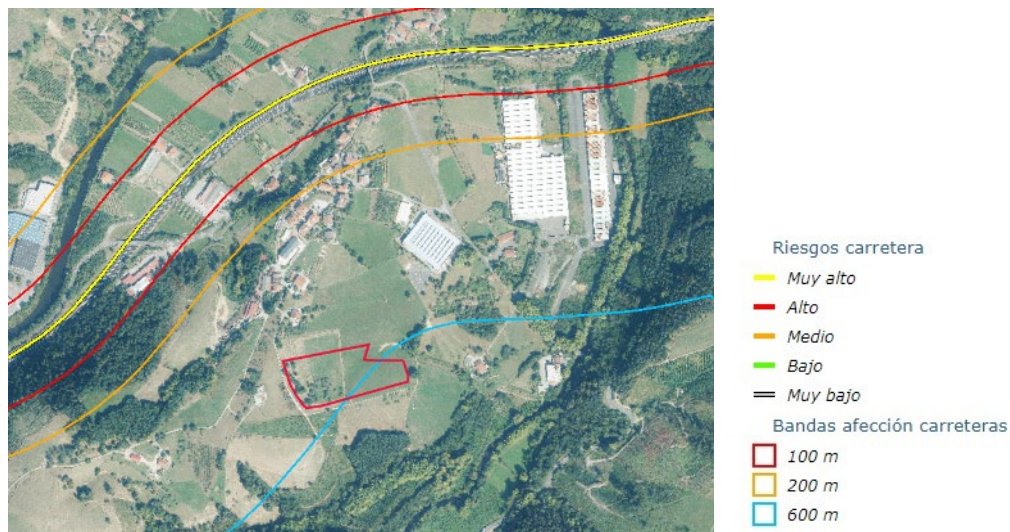 Riesgos carretera
Muy alto
Alto
Medio
Bajo
Muy bajo
Bandas afección carreteras
100 m
200 m
600 m